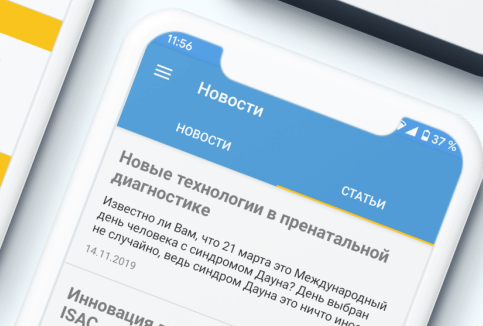 11:56
37 %
Новости
НОВОСТИ
СТАТЬИ
Новые технологии в пренатальной
диагностике
Известно ли Вам, что 21 марта это Международный
день человека с синдромом Дауна? День выбран
не случайно, ведь синдром Дауна это ничто
14.11.2019
Инновация
ISAC